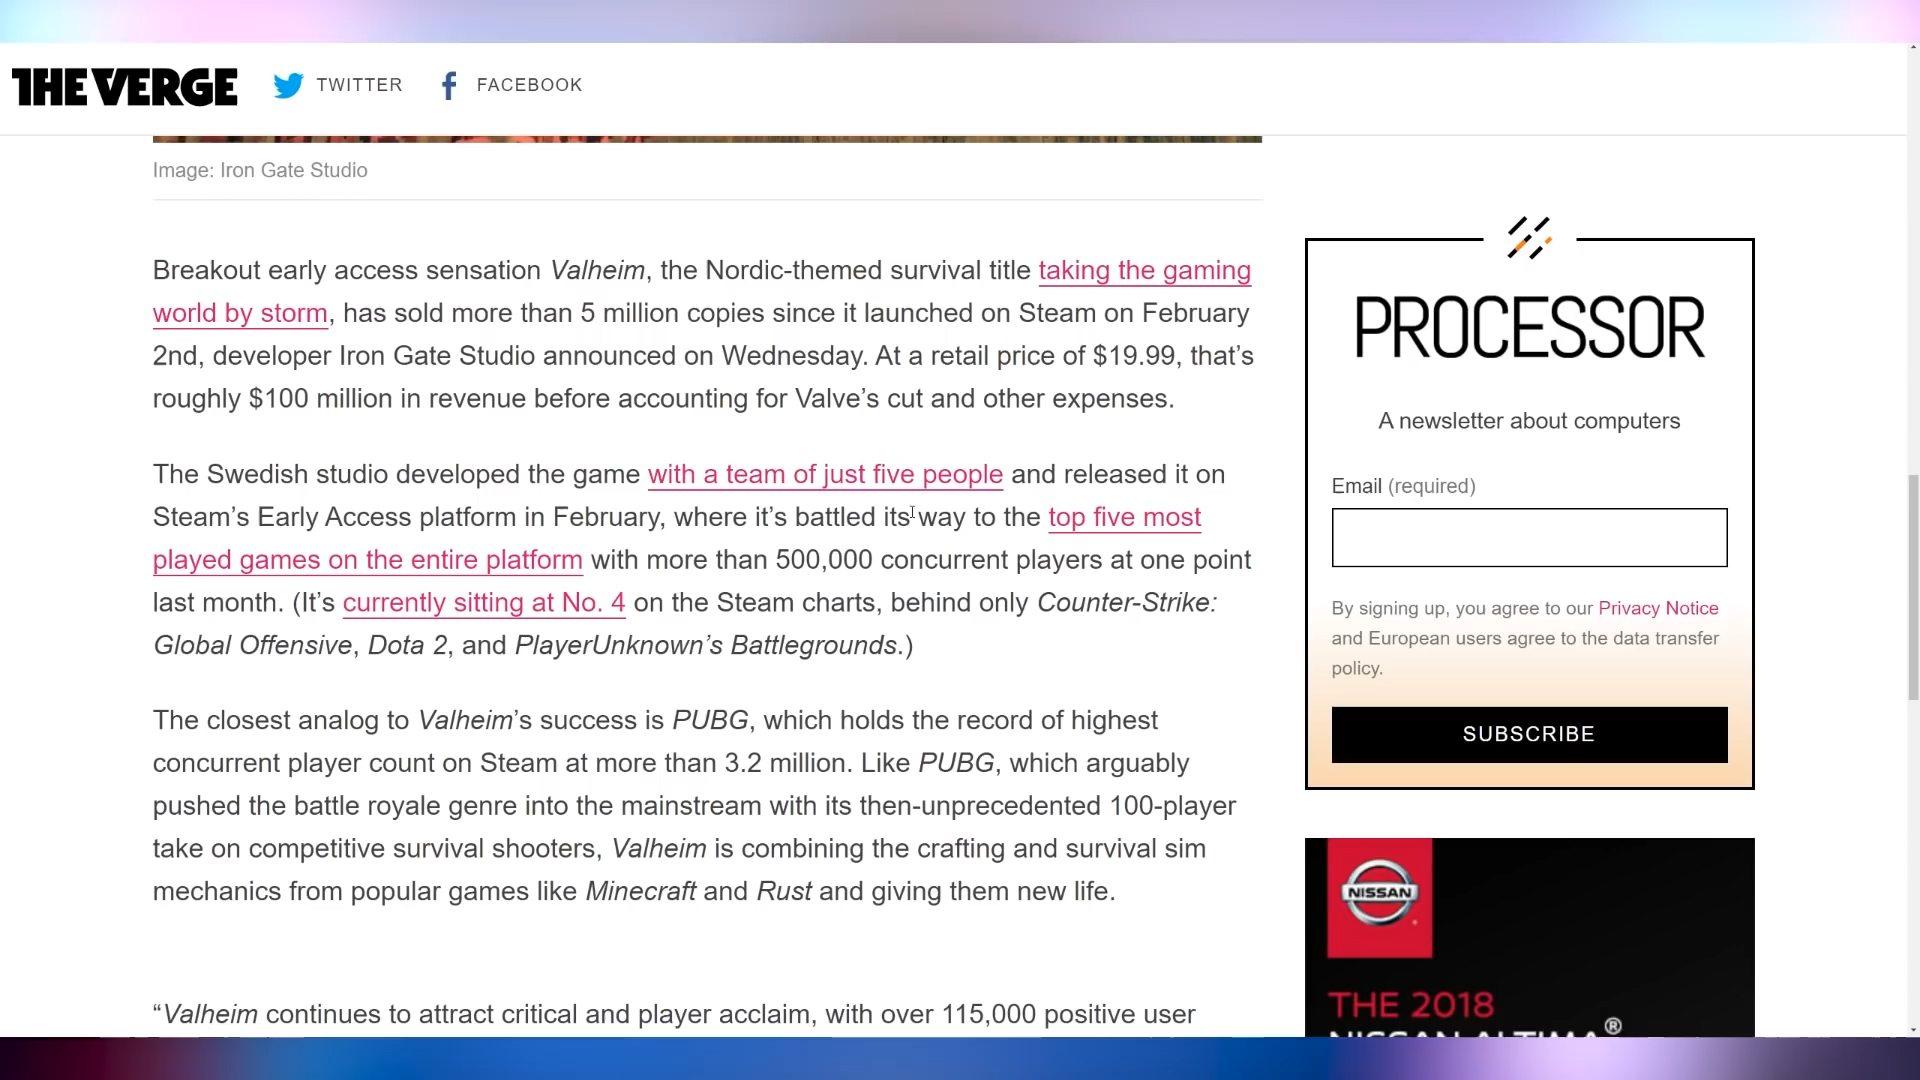 THE VERGE
TWITTER
FACEBOOK
Image: Iron Gate Studio
Breakout early access sensation Valheim, the Nordic-themed survival title taking the gaming
world by storm, has sold more than 5 million copies since it launched on Steam on February
2nd, developer Iron Gate Studio announced on Wednesday. At a retail price of $19.99, that’s
roughly $100 million in revenue before accounting for Valve’s cut and other expenses.
The Swedish studio developed the game with a team of just five people and released it on
Steam’s Early Access platform in February, where it’s battled its way to the top five most
played games on the entire platform with more than 500,000 concurrent players at one point
last month. (It’s currently sitting at No. 4 on the Steam charts, behind only Counter-Strike:
Global Offensive, Dota 2, and PlayerUnknown’s Battlegrounds.)
The closest analog to Valheim’s success is PUBG, which holds the record of highest
concurrent player count on Steam at more than 3.2 million. Like PUBG, which arguably
pushed the battle royale genre into the mainstream with its then-unprecedented 100-player
take on competitive survival shooters, Valheim is combining the crafting and survival sim
mechanics from popular games like Minecraft and Rust and giving them new life.
“Valheim continues to attract critical and player acclaim, with over 115,000 positive user
PROCESSOR
A newsletter about computers
Email (required)
By signing up, you agree to our Privacy Notice
and European users agree to the data transfer
policy.
SUBSCRIBE
NISSAN
THE 2018
NISSAN ALTIMA®